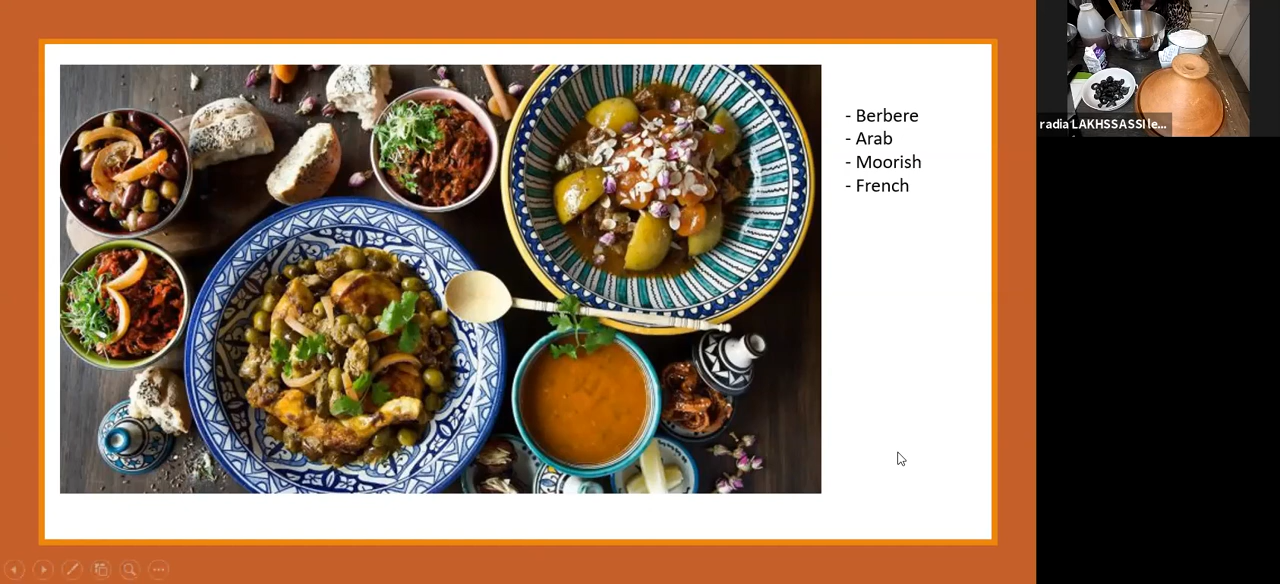 - Berbere
- Arab
- Moorish
- French
radia LAKHSSASSI le...